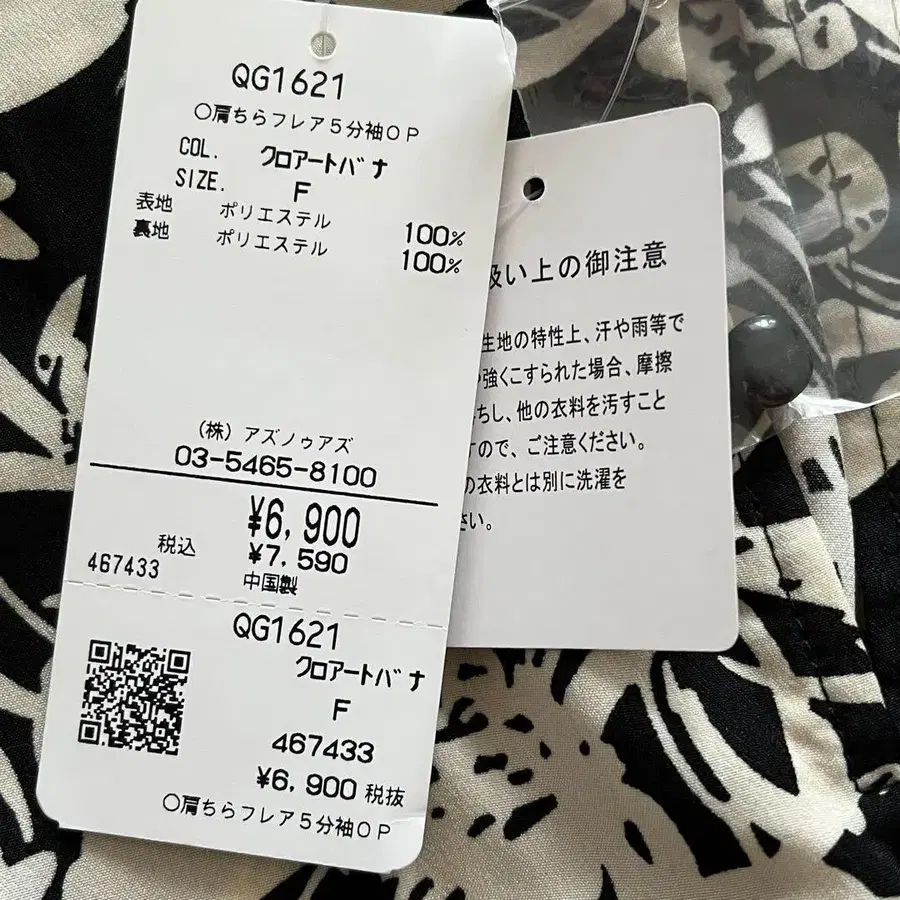 QG1621
〇肩ちらフレア5分袖OP
COL. クロアートバナ
SIZE. F
表地 ポリエステル 100%
裏地 ポリエステル 100%
(株) アズノゥアズ
03-5465-8100
¥6,900
税込 ¥7,590
467433 中国製
QG1621
クロアートバナ
F
467433
¥6,900 税抜
〇肩ちらフレア5分袖OP
扱い上の御注意
生地の特性上、汗や雨等で
強くこすられた場合、摩擦
ちし、他の衣料を汚すこと
ので、ご注意ください。
の衣料とは別に洗濯を
さい。